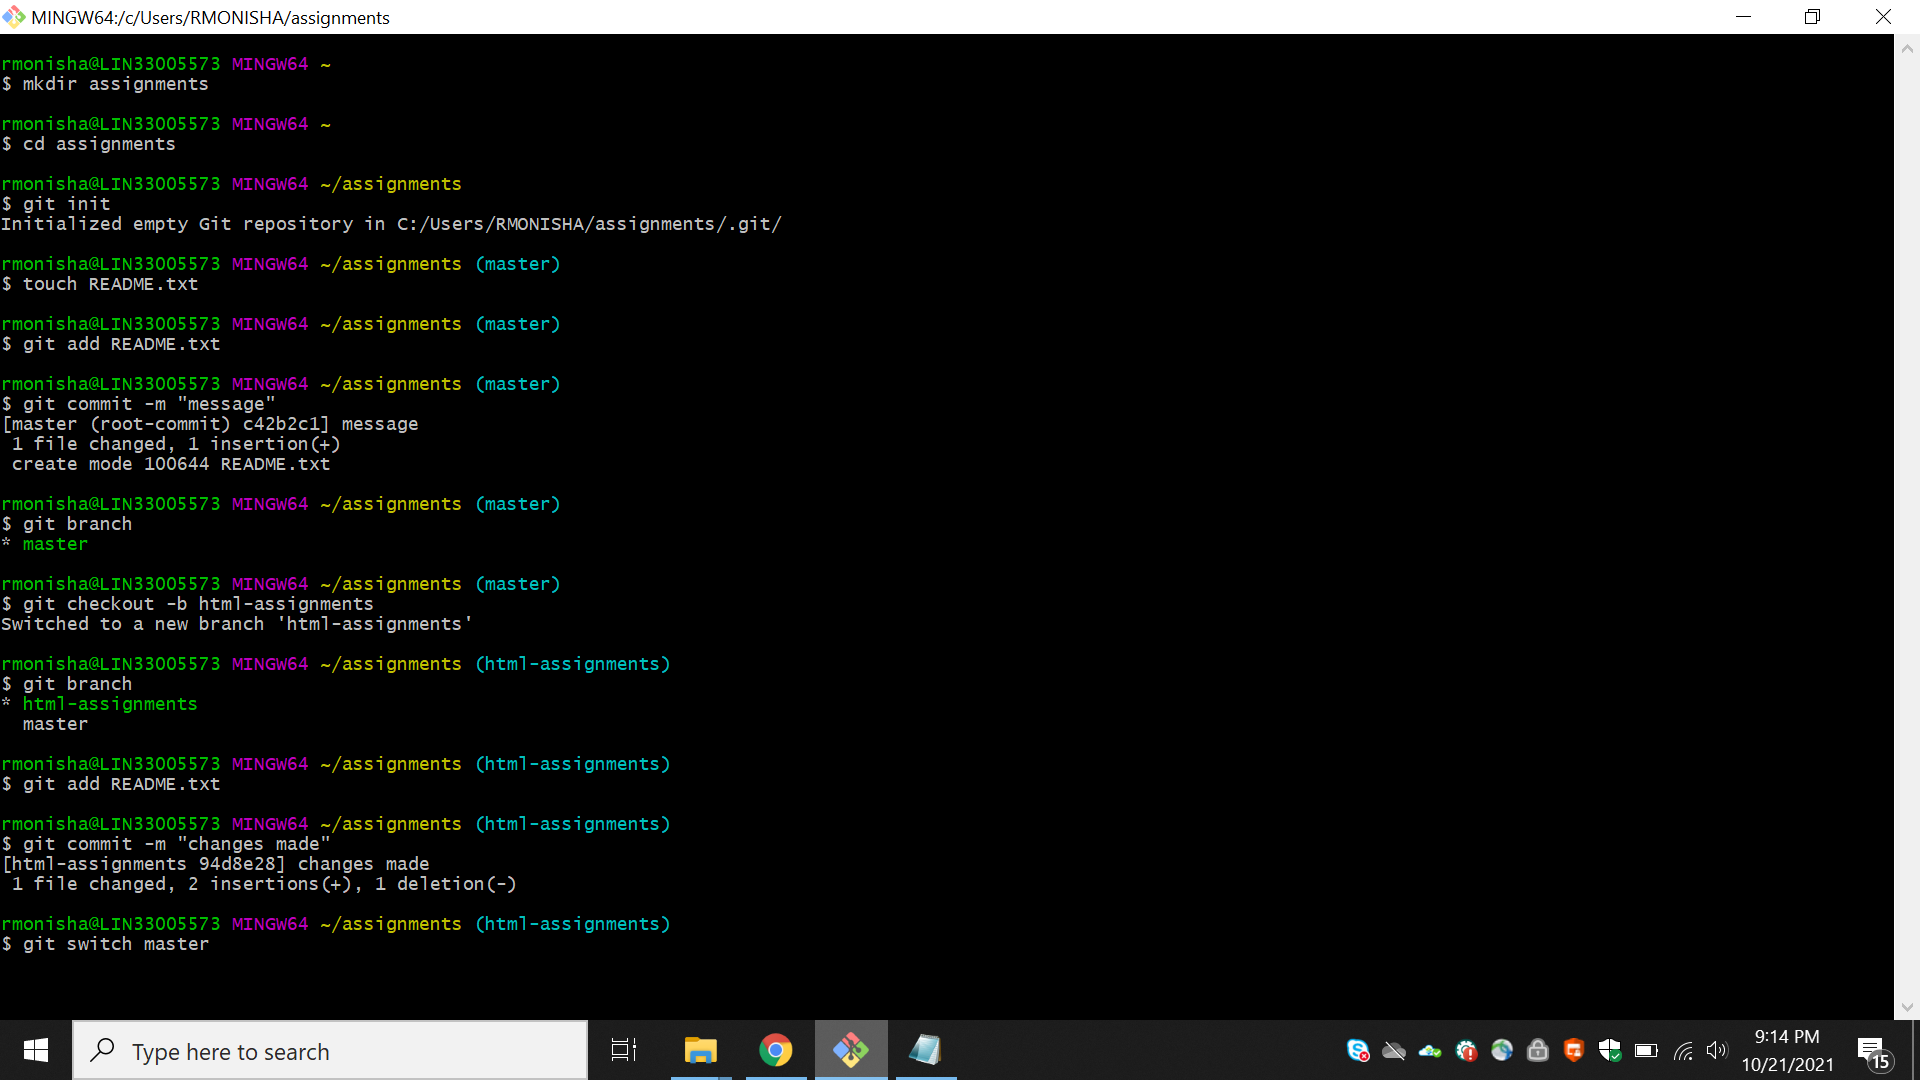 MINGW64:/c/Users/RMONISHA/assignments
rmonisha@LIN33005573 MINGW64 ~
$ mkdir assignments
rmonisha@LIN33005573 MINGW64 ~
$ cd assignments
rmonisha@LIN33005573 MINGW64 ~/assignments
$ git init
Initialized empty Git repository in C:/Users/RMONISHA/assignments/.git/
rmonisha@LIN33005573 MINGW64 ~/assignments (master)
$ touch README.txt
rmonisha@LIN33005573 MINGW64 ~/assignments (master)
$ git add README.txt
rmonisha@LIN33005573 MINGW64 ~/assignments (master)
$ git commit -m "message"
[master (root-commit) c42b2c1] message
 1 file changed, 1 insertion(+)
 create mode 100644 README.txt
rmonisha@LIN33005573 MINGW64 ~/assignments (master)
$ git branch
* master
rmonisha@LIN33005573 MINGW64 ~/assignments (master)
$ git checkout -b html-assignments
Switched to a new branch 'html-assignments'
rmonisha@LIN33005573 MINGW64 ~/assignments (html-assignments)
$ git branch
* html-assignments
  master
rmonisha@LIN33005573 MINGW64 ~/assignments (html-assignments)
$ git add README.txt
rmonisha@LIN33005573 MINGW64 ~/assignments (html-assignments)
$ git commit -m "changes made"
[html-assignments 94d8e28] changes made
 1 file changed, 2 insertions(+), 1 deletion(-)
rmonisha@LIN33005573 MINGW64 ~/assignments (html-assignments)
$ git switch master
Type here to search
9:14 PM
10/21/2021
15